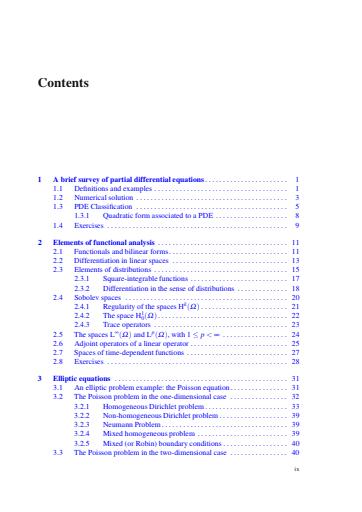 Contents
1 A brief survey of partial differential equations . . . . . . . . . . . . . . . . . . . . . . . 1
1.1 Definitions and examples . . . . . . . . . . . . . . . . . . . . . . . . . . . . . . . . . . 1
1.2 Numerical solution . . . . . . . . . . . . . . . . . . . . . . . . . . . . . . . . . . . . . . . 3
1.3 PDE Classification . . . . . . . . . . . . . . . . . . . . . . . . . . . . . . . . . . . . . . . 5
1.3.1 Quadratic form associated to a PDE . . . . . . . . . . . . . . . . . . . . 8
1.4 Exercises . . . . . . . . . . . . . . . . . . . . . . . . . . . . . . . . . . . . . . . . . . . . . . . 9
2 Elements of functional analysis . . . . . . . . . . . . . . . . . . . . . . . . . . . . . . . . . . 11
2.1 Functionals and bilinear forms . . . . . . . . . . . . . . . . . . . . . . . . . . . . . . 11
2.2 Differentiation in linear spaces . . . . . . . . . . . . . . . . . . . . . . . . . . . . . 13
2.3 Elements of distributions . . . . . . . . . . . . . . . . . . . . . . . . . . . . . . . . . . 15
2.3.1 Square-integrable functions . . . . . . . . . . . . . . . . . . . . . . . . . . . 17
2.3.2 Differentiation in the sense of distributions . . . . . . . . . . . . . . 18
2.4 Sobolev spaces . . . . . . . . . . . . . . . . . . . . . . . . . . . . . . . . . . . . . . . . . . 20
2.4.1 Regularity of the spaces Hᵏ(Ω) . . . . . . . . . . . . . . . . . . . . . . . . 21
2.4.2 The space H¹₀(Ω) . . . . . . . . . . . . . . . . . . . . . . . . . . . . . . . . . . . . 22
2.4.3 Trace operators . . . . . . . . . . . . . . . . . . . . . . . . . . . . . . . . . . . . . 23
2.5 The spaces L∞(Ω) and Lᵖ(Ω), with 1 ≤ p < ∞ . . . . . . . . . . . . . . . . . . 24
2.6 Adjoint operators of a linear operator . . . . . . . . . . . . . . . . . . . . . . . . 25
2.7 Spaces of time-dependent functions . . . . . . . . . . . . . . . . . . . . . . . . . 27
2.8 Exercises . . . . . . . . . . . . . . . . . . . . . . . . . . . . . . . . . . . . . . . . . . . . . . . 28
3 Elliptic equations . . . . . . . . . . . . . . . . . . . . . . . . . . . . . . . . . . . . . . . . . . . . . . 31
3.1 An elliptic problem example: the Poisson equation . . . . . . . . . . . . . . . . 31
3.2 The Poisson problem in the one-dimensional case . . . . . . . . . . . . . . . 32
3.2.1 Homogeneous Dirichlet problem . . . . . . . . . . . . . . . . . . . . . . . 33
3.2.2 Non-homogeneous Dirichlet problem . . . . . . . . . . . . . . . . . . . 39
3.2.3 Neumann Problem . . . . . . . . . . . . . . . . . . . . . . . . . . . . . . . . . . . 39
3.2.4 Mixed homogeneous problem . . . . . . . . . . . . . . . . . . . . . . . . . 39
3.2.5 Mixed (or Robin) boundary conditions . . . . . . . . . . . . . . . . . . 40
3.3 The Poisson problem in the two-dimensional case . . . . . . . . . . . . . . . 40
ix